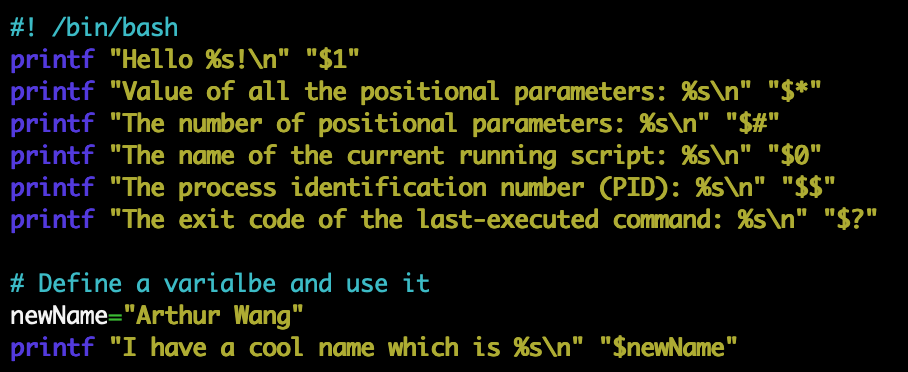 #! /bin/bash
printf "Hello %s!\n" "$1"
printf "Value of all the positional parameters: %s\n" "$*"
printf "The number of positional parameters: %s\n" "$#"
printf "The name of the current running script: %s\n" "$0"
printf "The process identification number (PID): %s\n" "$$"
printf "The exit code of the last-executed command: %s\n" "$?"
# Define a varialbe and use it
newName="Arthur Wang"
printf "I have a cool name which is %s\n" "$newName"